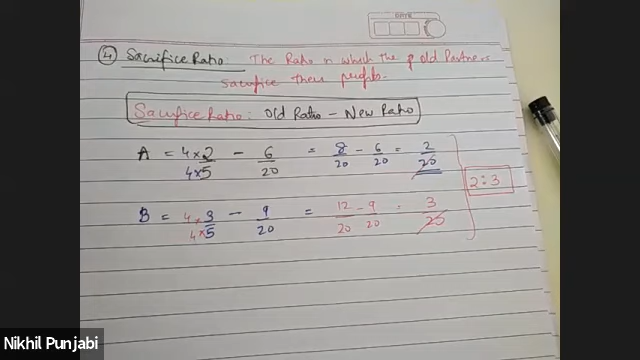 DATE
④ Sacrifice Ratio: The Ratio in which the old Partners
sacrifice their profits.
Sacrifice Ratio: Old Ratio - New Ratio
A = 4×2/4×5 - 6/20 = 8/20 - 6/20 = 2/20
B = 4×3/4×5 - 9/20 = 12/20 - 9/20 = 3/20
2:3
Nikhil Punjabi